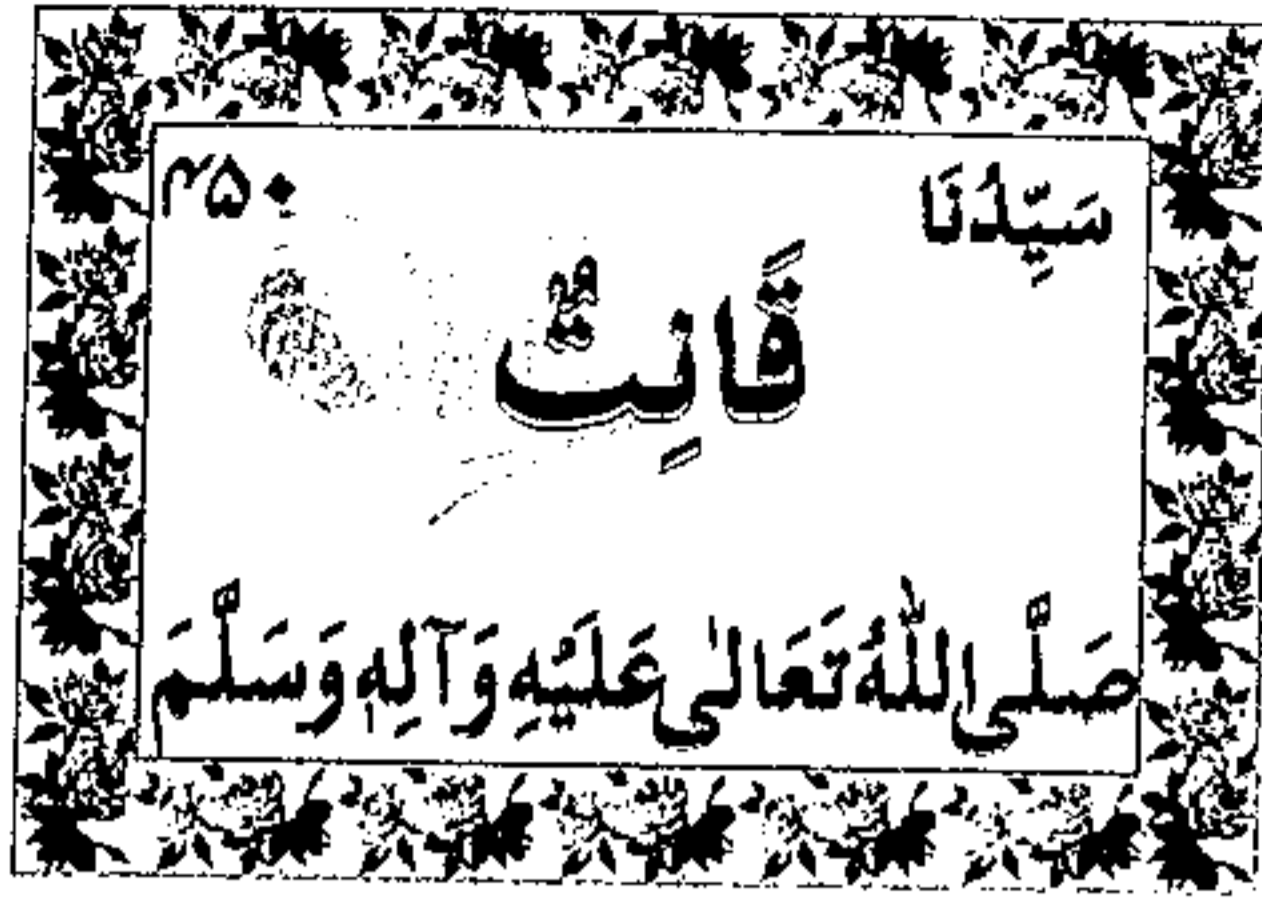 سَیِّدُنَا ۴۵۰
قَانِتٌ
صَلَّی اللّٰهُ تَعَالٰی عَلَیْهِ وَآلِهٖ وَسَلَّمَ